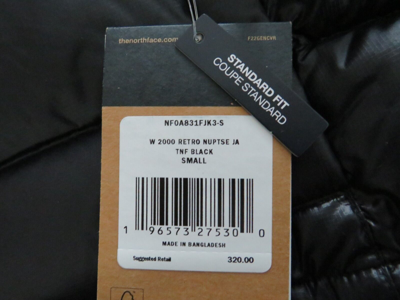 thenorthface.com
STANDARD FIT
COUPE STANDARD
NF0A831FJK3-S
W 2000 RETRO NUPTSE JA
TNF BLACK
SMALL
1 96573 27530 0
MADE IN BANGLADESH
Suggested Retail 320.00